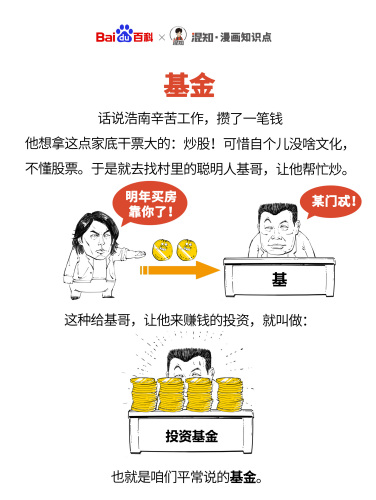 Bai du 百科 × 混知 混知·漫画知识点
基金
话说浩南辛苦工作，攒了一笔钱
他想拿这点家底干票大的：炒股！可惜自个儿没啥文化，
不懂股票。于是就去找村里的聪明人基哥，让他帮忙炒。
明年买房
靠你了！
某门忒！
基
这种给基哥，让他来赚钱的投资，就叫做：
投资基金
也就是咱们平常说的基金。